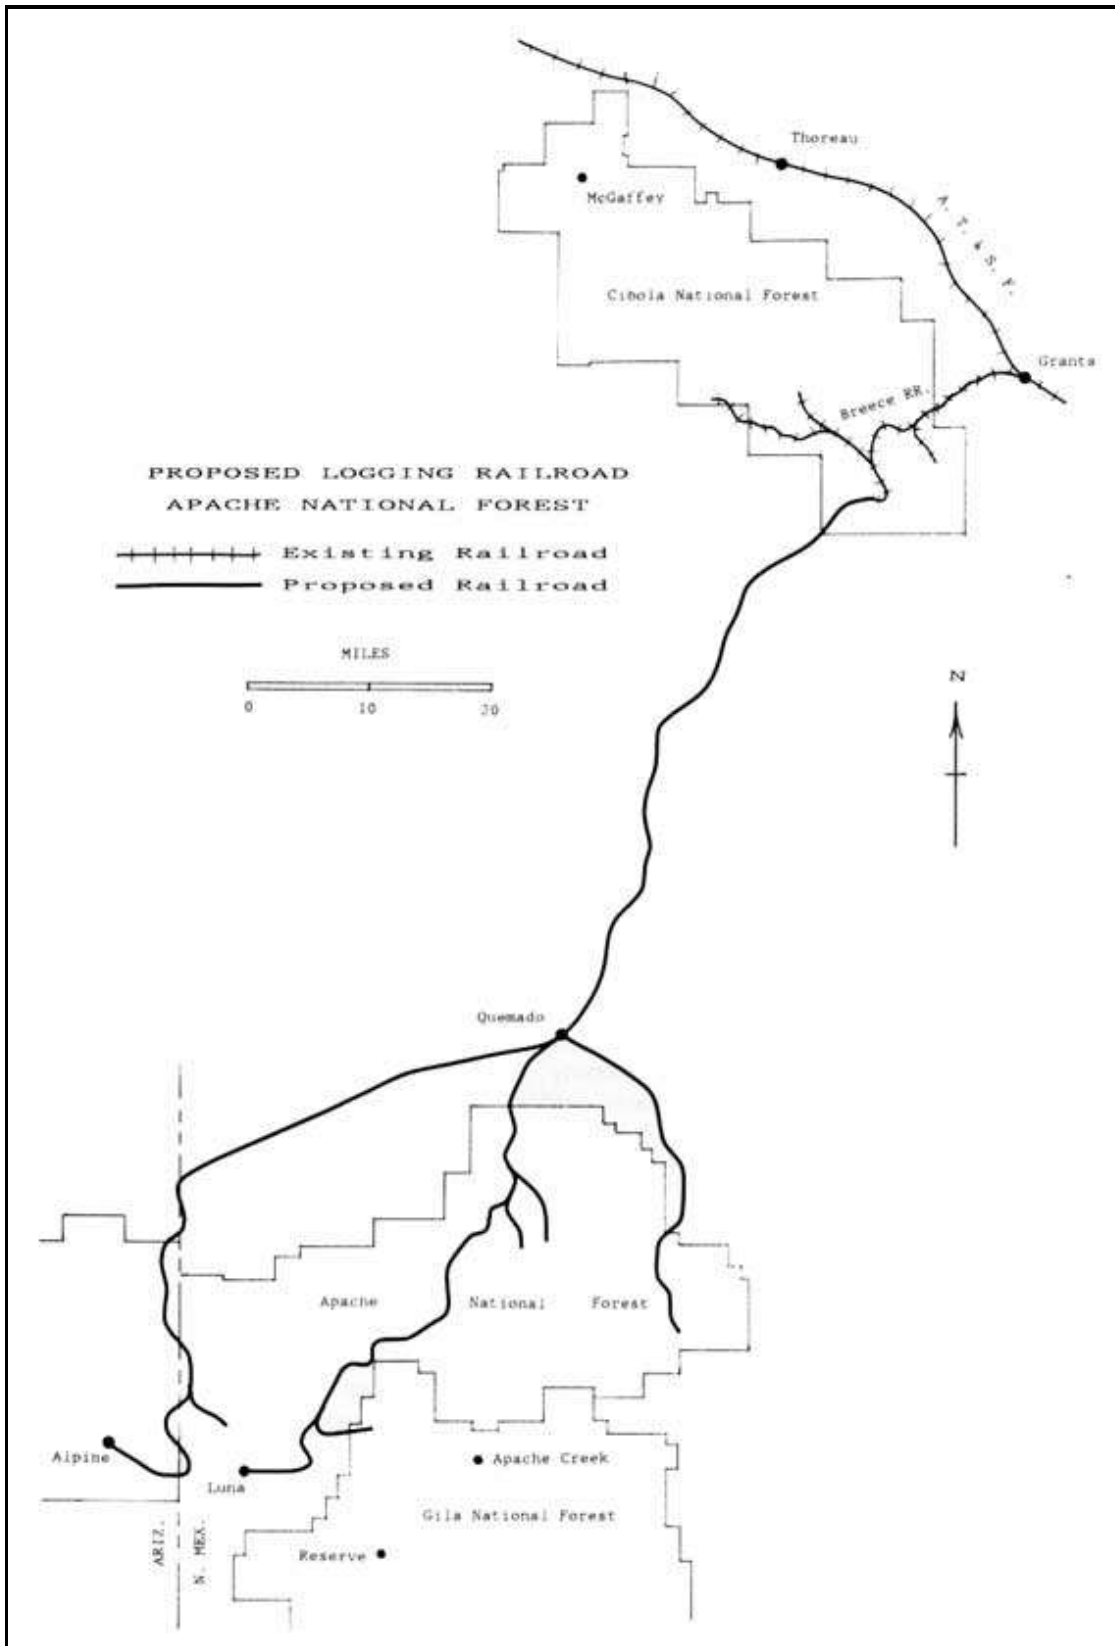 Thoreau
McGaffey
A. T. & S. F.
Cibola National Forest
Grants
Breece RR.
PROPOSED LOGGING RAILROAD
APACHE NATIONAL FOREST
Existing Railroad
Proposed Railroad
MILES
0 10 20
N
Quemado
Apache National Forest
Alpine
Luna
Apache Creek
Gila National Forest
Reserve
ARIZ.
N. MEX.